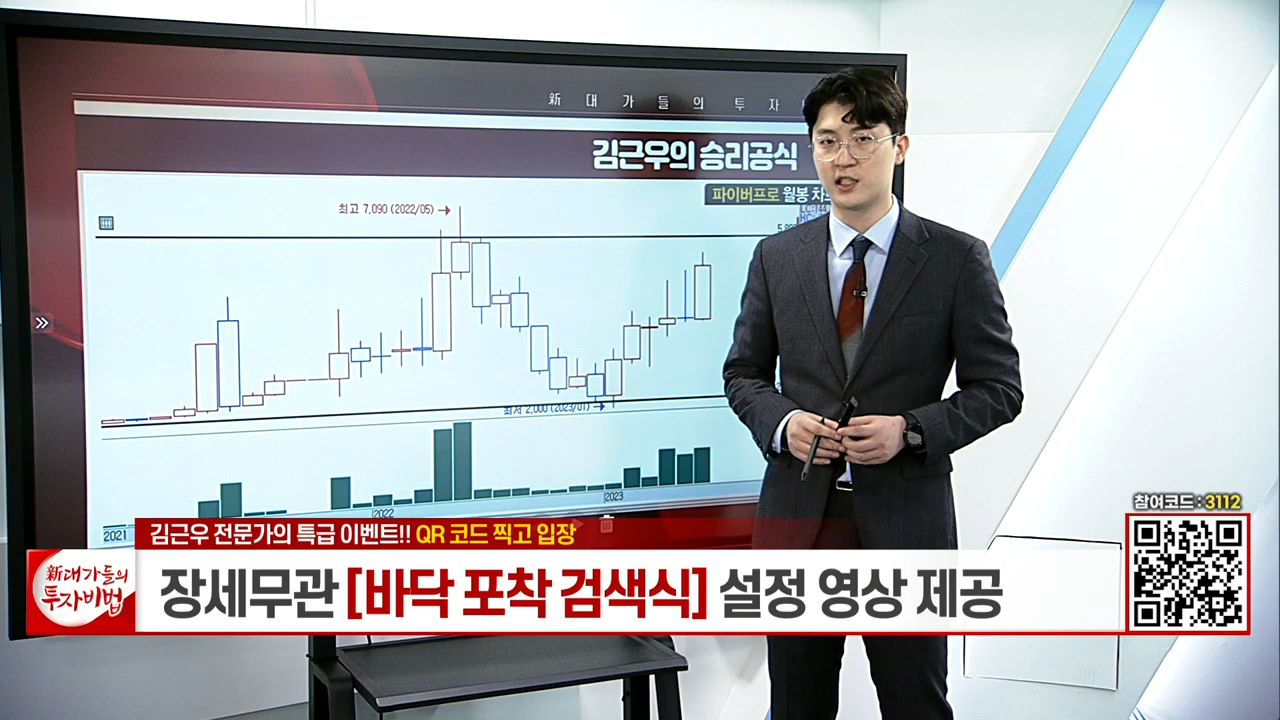 新 대 가 들 의 투 자
김근우의 승리공식
파이버프로 월봉 차트
최고 7,090 (2022/05)
최저 2,000 (2023/01)
2023
2022
2021
김근우 전문가의 특급 이벤트!! QR 코드 찍고 입장
新대가들의
투자비법
장세무관 [바닥 포착 검색식] 설정 영상 제공
참여코드 : 3112